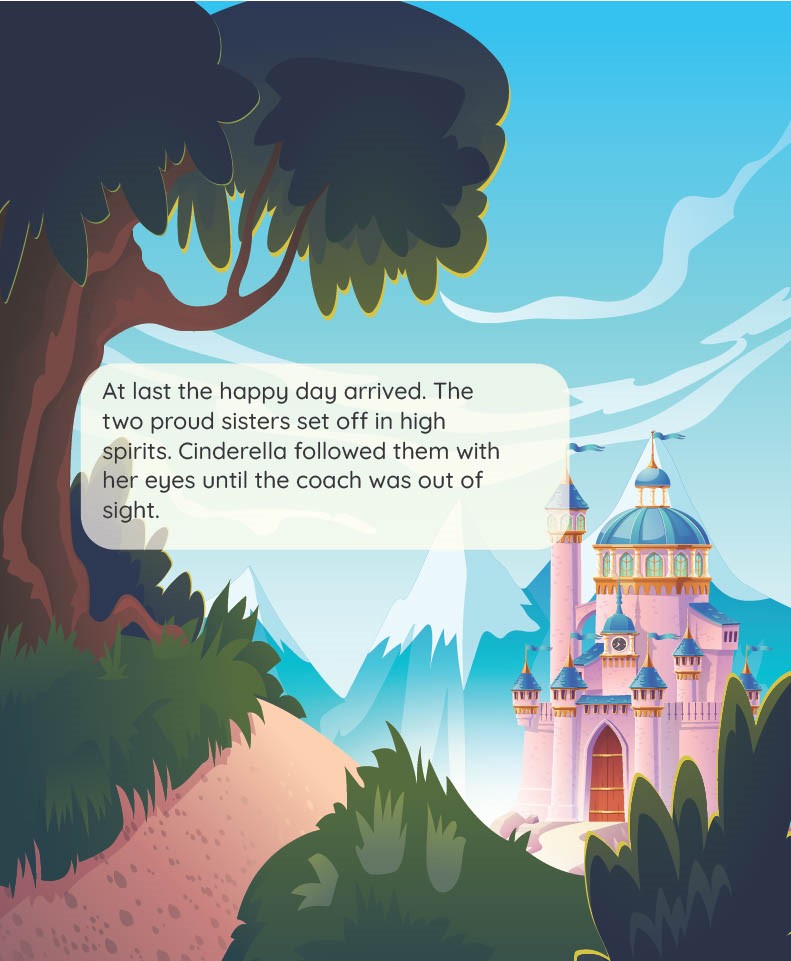 At last the happy day arrived. The
two proud sisters set off in high
spirits. Cinderella followed them with
her eyes until the coach was out of
sight.